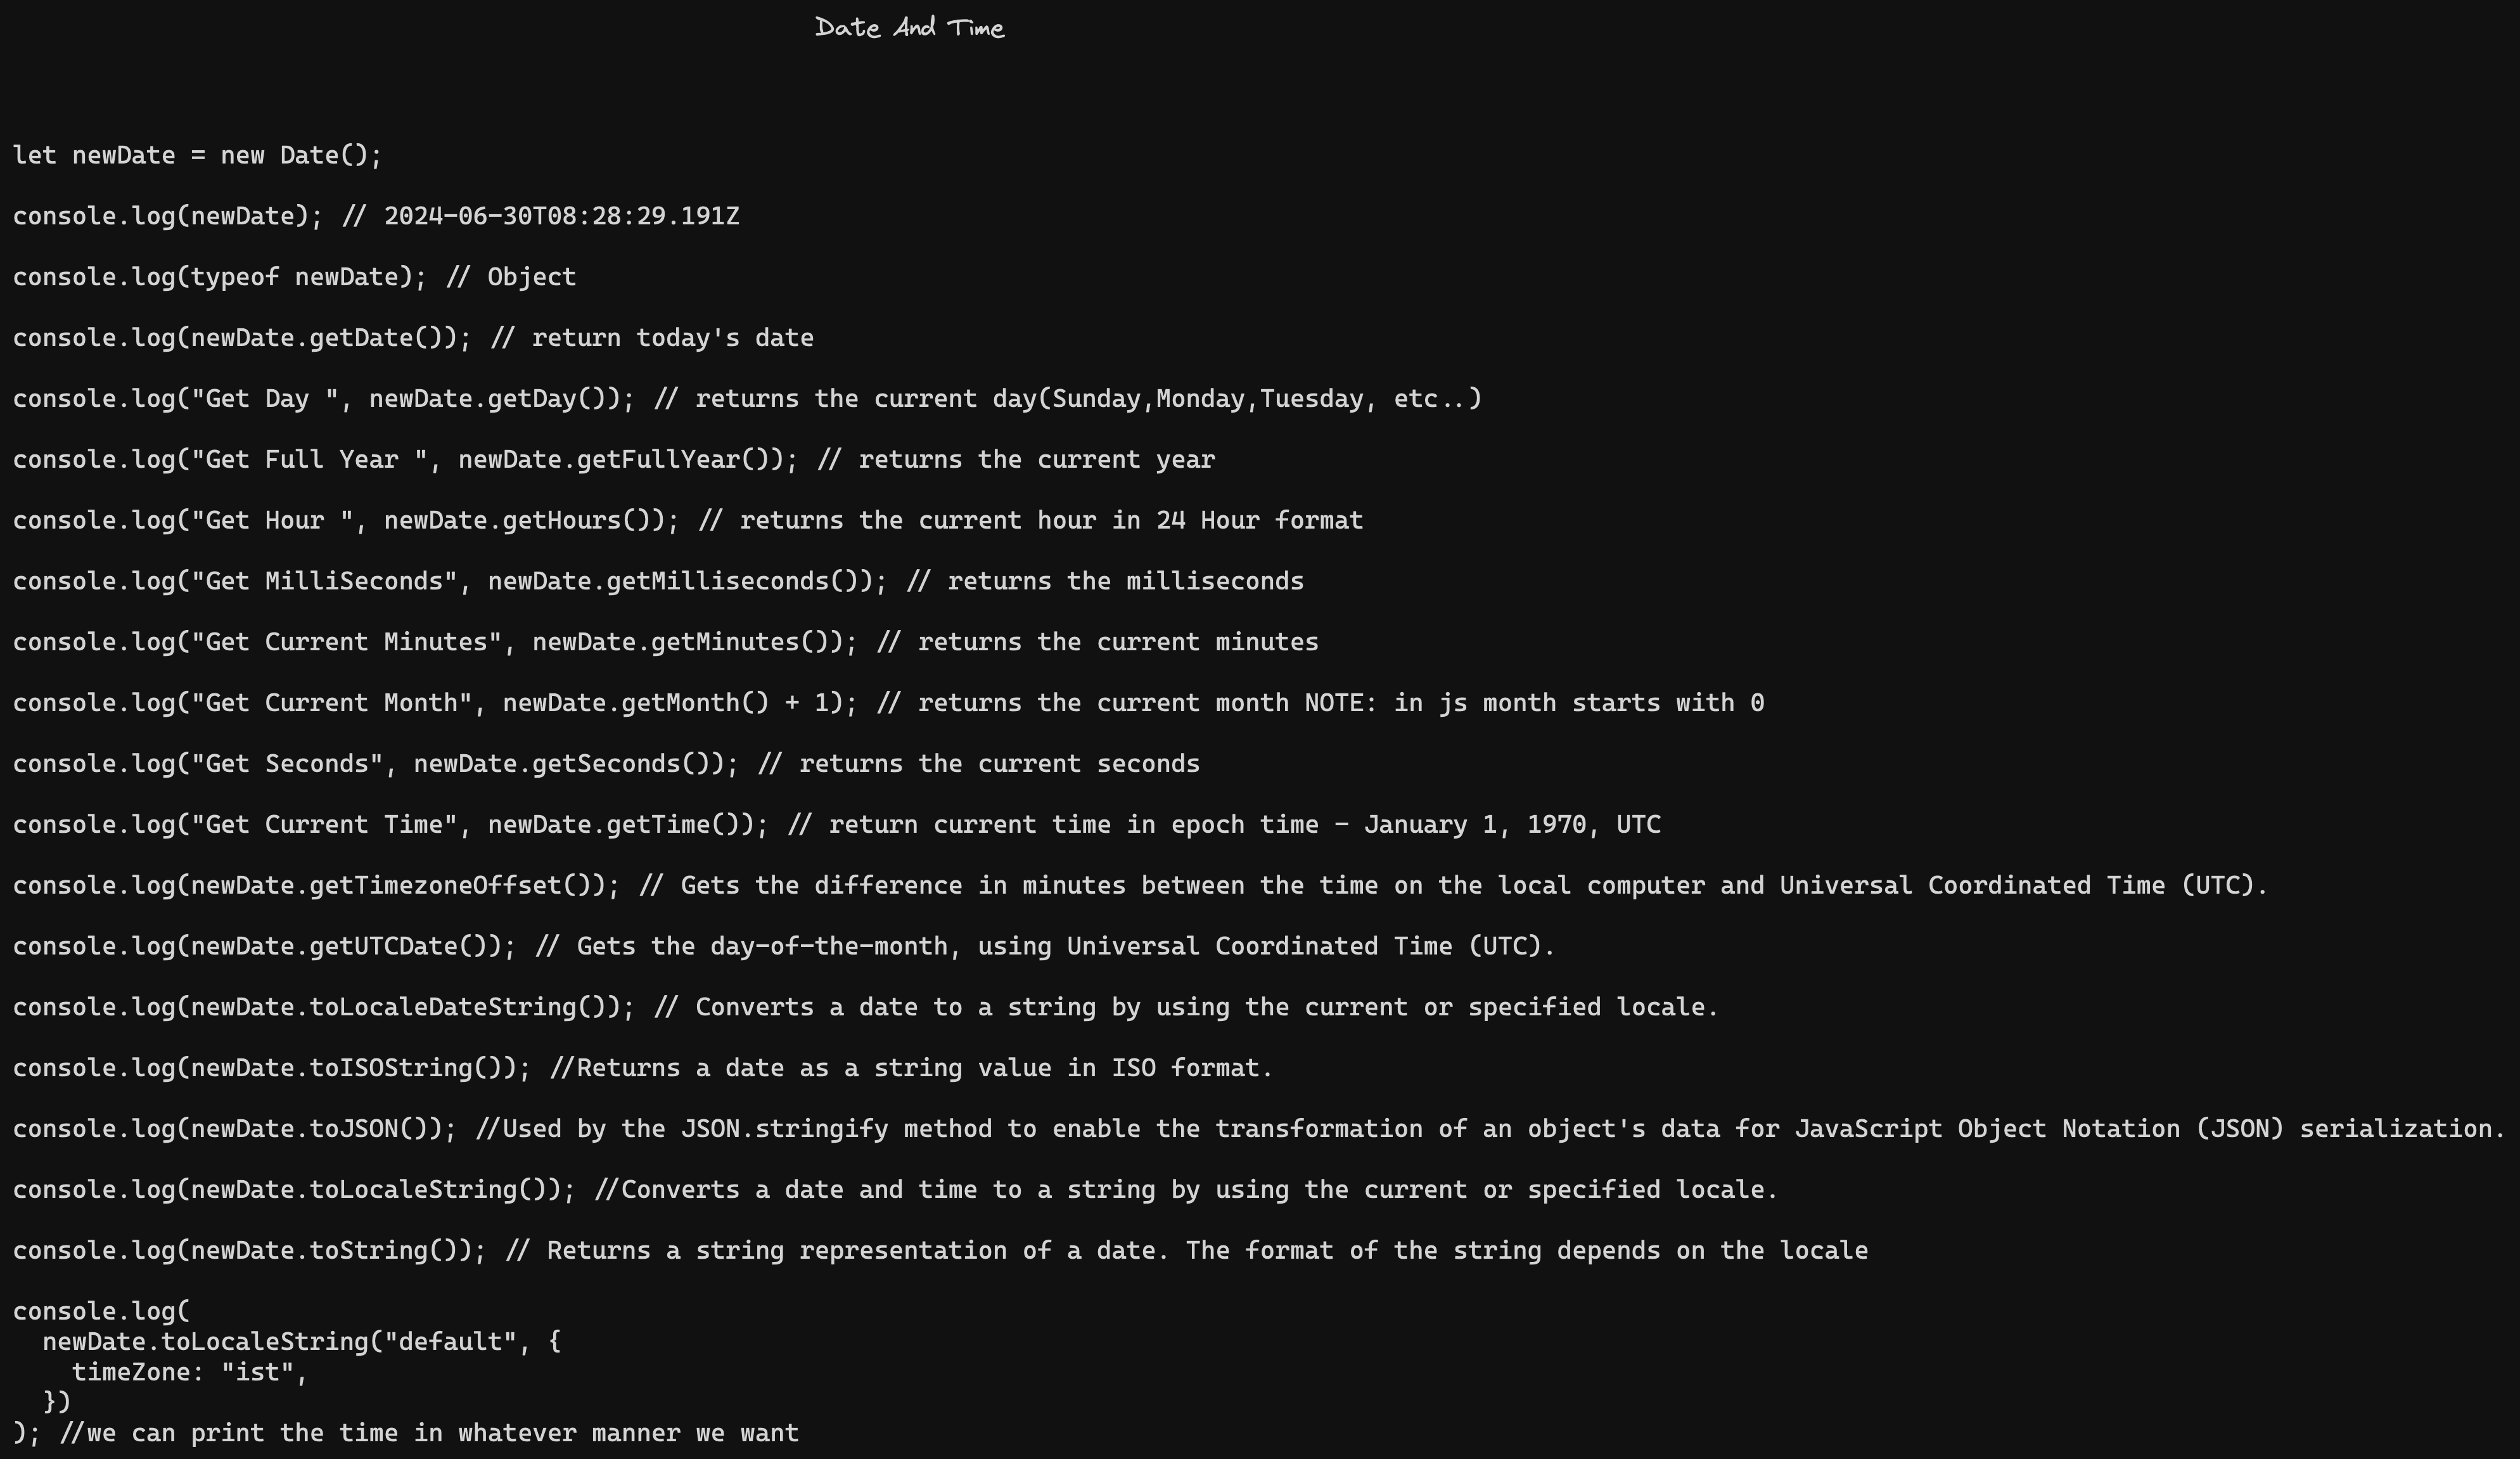 Date And Time
let newDate = new Date();
console.log(newDate); // 2024-06-30T08:28:29.191Z
console.log(typeof newDate); // Object
console.log(newDate.getDate()); // return today's date
console.log("Get Day ", newDate.getDay()); // returns the current day(Sunday,Monday,Tuesday, etc..)
console.log("Get Full Year ", newDate.getFullYear()); // returns the current year
console.log("Get Hour ", newDate.getHours()); // returns the current hour in 24 Hour format
console.log("Get MilliSeconds", newDate.getMilliseconds()); // returns the milliseconds
console.log("Get Current Minutes", newDate.getMinutes()); // returns the current minutes
console.log("Get Current Month", newDate.getMonth() + 1); // returns the current month NOTE: in js month starts with 0
console.log("Get Seconds", newDate.getSeconds()); // returns the current seconds
console.log("Get Current Time", newDate.getTime()); // return current time in epoch time - January 1, 1970, UTC
console.log(newDate.getTimezoneOffset()); // Gets the difference in minutes between the time on the local computer and Universal Coordinated Time (UTC).
console.log(newDate.getUTCDate()); // Gets the day-of-the-month, using Universal Coordinated Time (UTC).
console.log(newDate.toLocaleDateString()); // Converts a date to a string by using the current or specified locale.
console.log(newDate.toISOString()); //Returns a date as a string value in ISO format.
console.log(newDate.toJSON()); //Used by the JSON.stringify method to enable the transformation of an object's data for JavaScript Object Notation (JSON) serialization.
console.log(newDate.toLocaleString()); //Converts a date and time to a string by using the current or specified locale.
console.log(newDate.toString()); // Returns a string representation of a date. The format of the string depends on the locale
console.log(
  newDate.toLocaleString("default", {
    timeZone: "ist",
  })
); //we can print the time in whatever manner we want